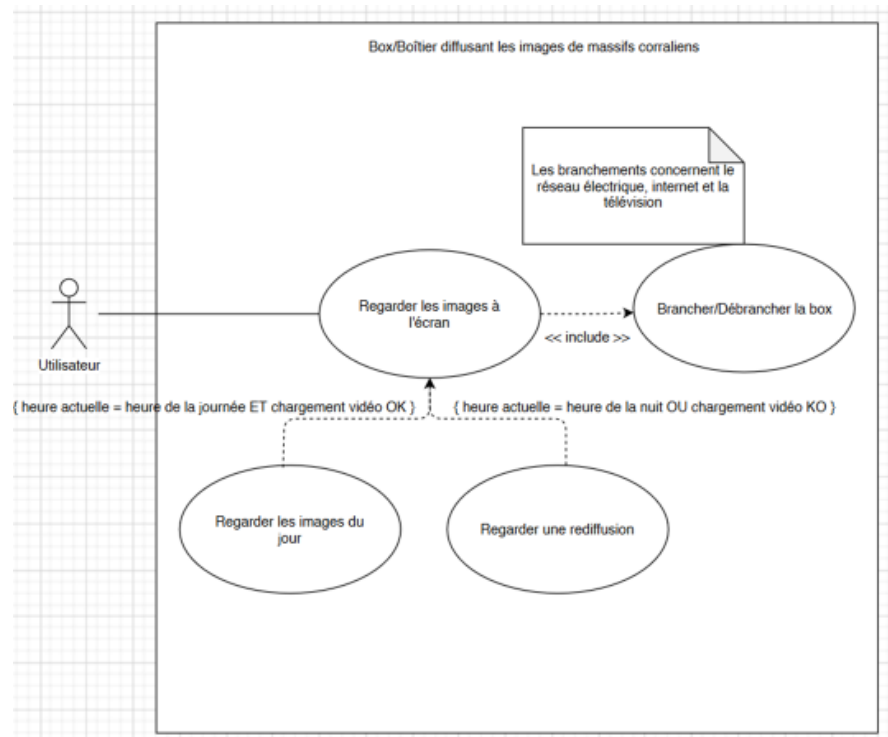 Box/Boîtier diffusant les images de massifs corraliens
Les branchements concernent le
réseau électrique, internet et la
télévision
Regarder les images à
l'écran
Brancher/Débrancher la box
<< include >>
Utilisateur
{ heure actuelle = heure de la journée ET chargement vidéo OK }
{ heure actuelle = heure de la nuit OU chargement vidéo KO }
Regarder les images du
jour
Regarder une rediffusion